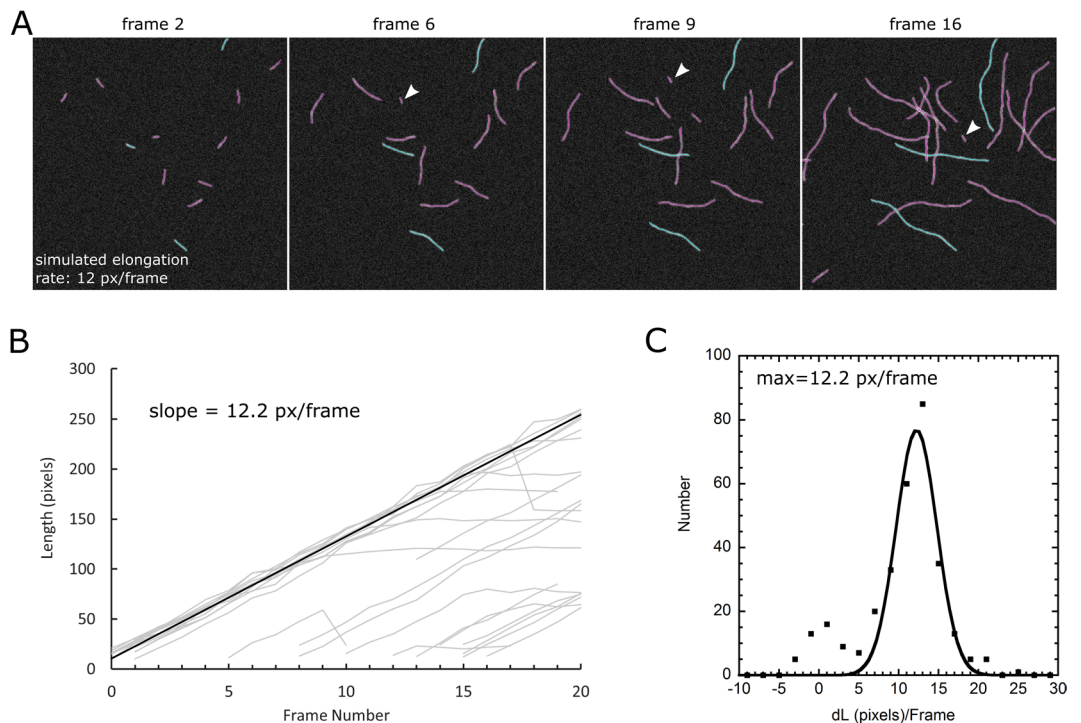 A
frame 2
frame 6
frame 9
frame 16
simulated elongation
rate: 12 px/frame
B
300
250
200
150
100
50
0
Length (pixels)
slope = 12.2 px/frame
0
5
10
15
20
Frame Number
C
100
80
60
40
20
0
Number
max=12.2 px/frame
-10
-5
0
5
10
15
20
25
30
dL (pixels)/Frame